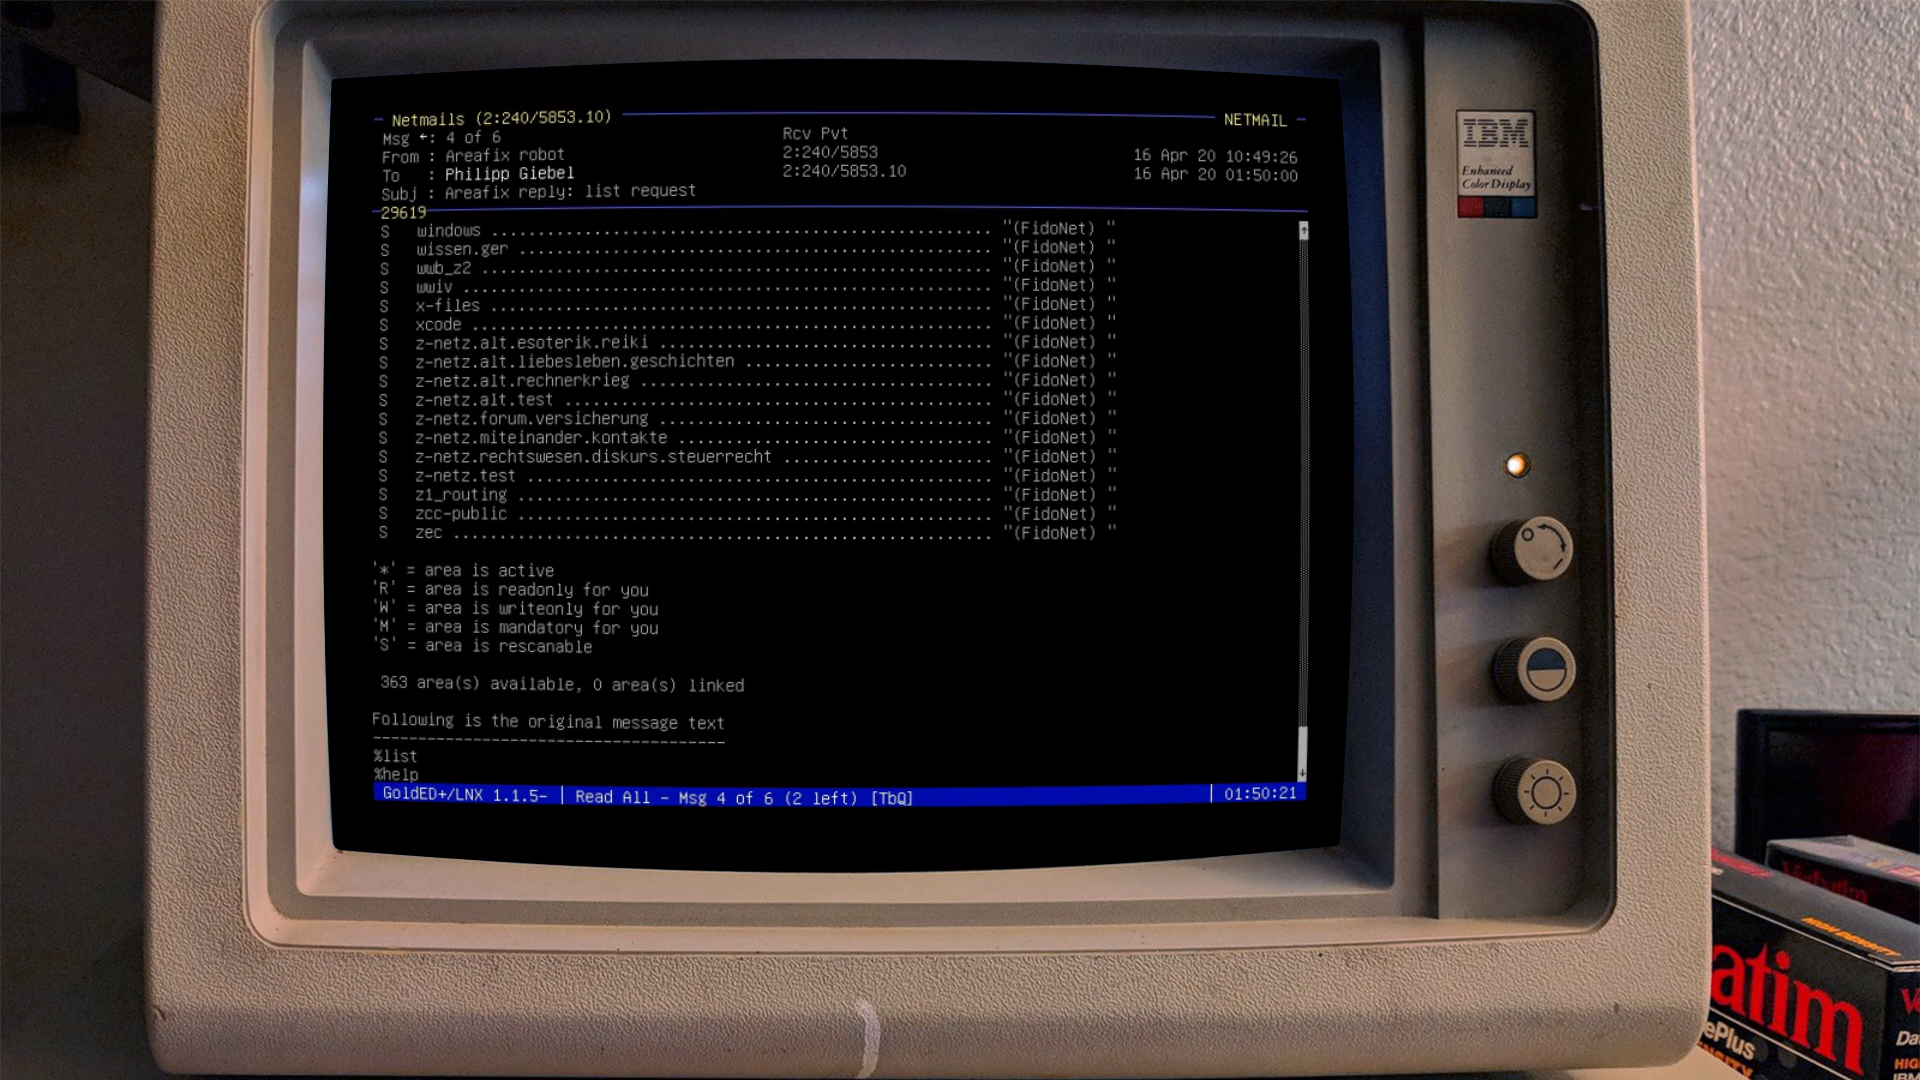 Netmails (2:240/5853.10) NETMAIL
Msg ←: 4 of 6 Rcv Pvt
From : Areafix robot 2:240/5853 16 Apr 20 10:49:26
To : Philipp Giebel 2:240/5853.10 16 Apr 20 01:50:00
Subj : Areafix reply: list request
29619
S windows ...................................................... "(FidoNet) "
S wissen.ger ................................................... "(FidoNet) "
S wwb_z2 ....................................................... "(FidoNet) "
S wwiv ......................................................... "(FidoNet) "
S x-files ...................................................... "(FidoNet) "
S xcode ........................................................ "(FidoNet) "
S z-netz.alt.esoterik.reiki .................................... "(FidoNet) "
S z-netz.alt.liebesleben.geschichten ........................... "(FidoNet) "
S z-netz.alt.rechnerkrieg ...................................... "(FidoNet) "
S z-netz.alt.test .............................................. "(FidoNet) "
S z-netz.forum.versicherung .................................... "(FidoNet) "
S z-netz.miteinander.kontakte .................................. "(FidoNet) "
S z-netz.rechtswesen.diskurs.steuerrecht ....................... "(FidoNet) "
S z-netz.test .................................................. "(FidoNet) "
S z1_routing ................................................... "(FidoNet) "
S zcc-public ................................................... "(FidoNet) "
S zec .......................................................... "(FidoNet) "
'*' = area is active
'R' = area is readonly for you
'W' = area is writeonly for you
'M' = area is mandatory for you
'S' = area is rescanable
363 area(s) available, 0 area(s) linked
Following is the original message text
--------------------------------------
%list
%help
GoldED+/LNX 1.1.5- | Read All - Msg 4 of 6 (2 left) [TbQ] | 01:50:21
IBM
Enhanced
Color Display
Verbatim
HIGH DENSITY
atim
ePlus